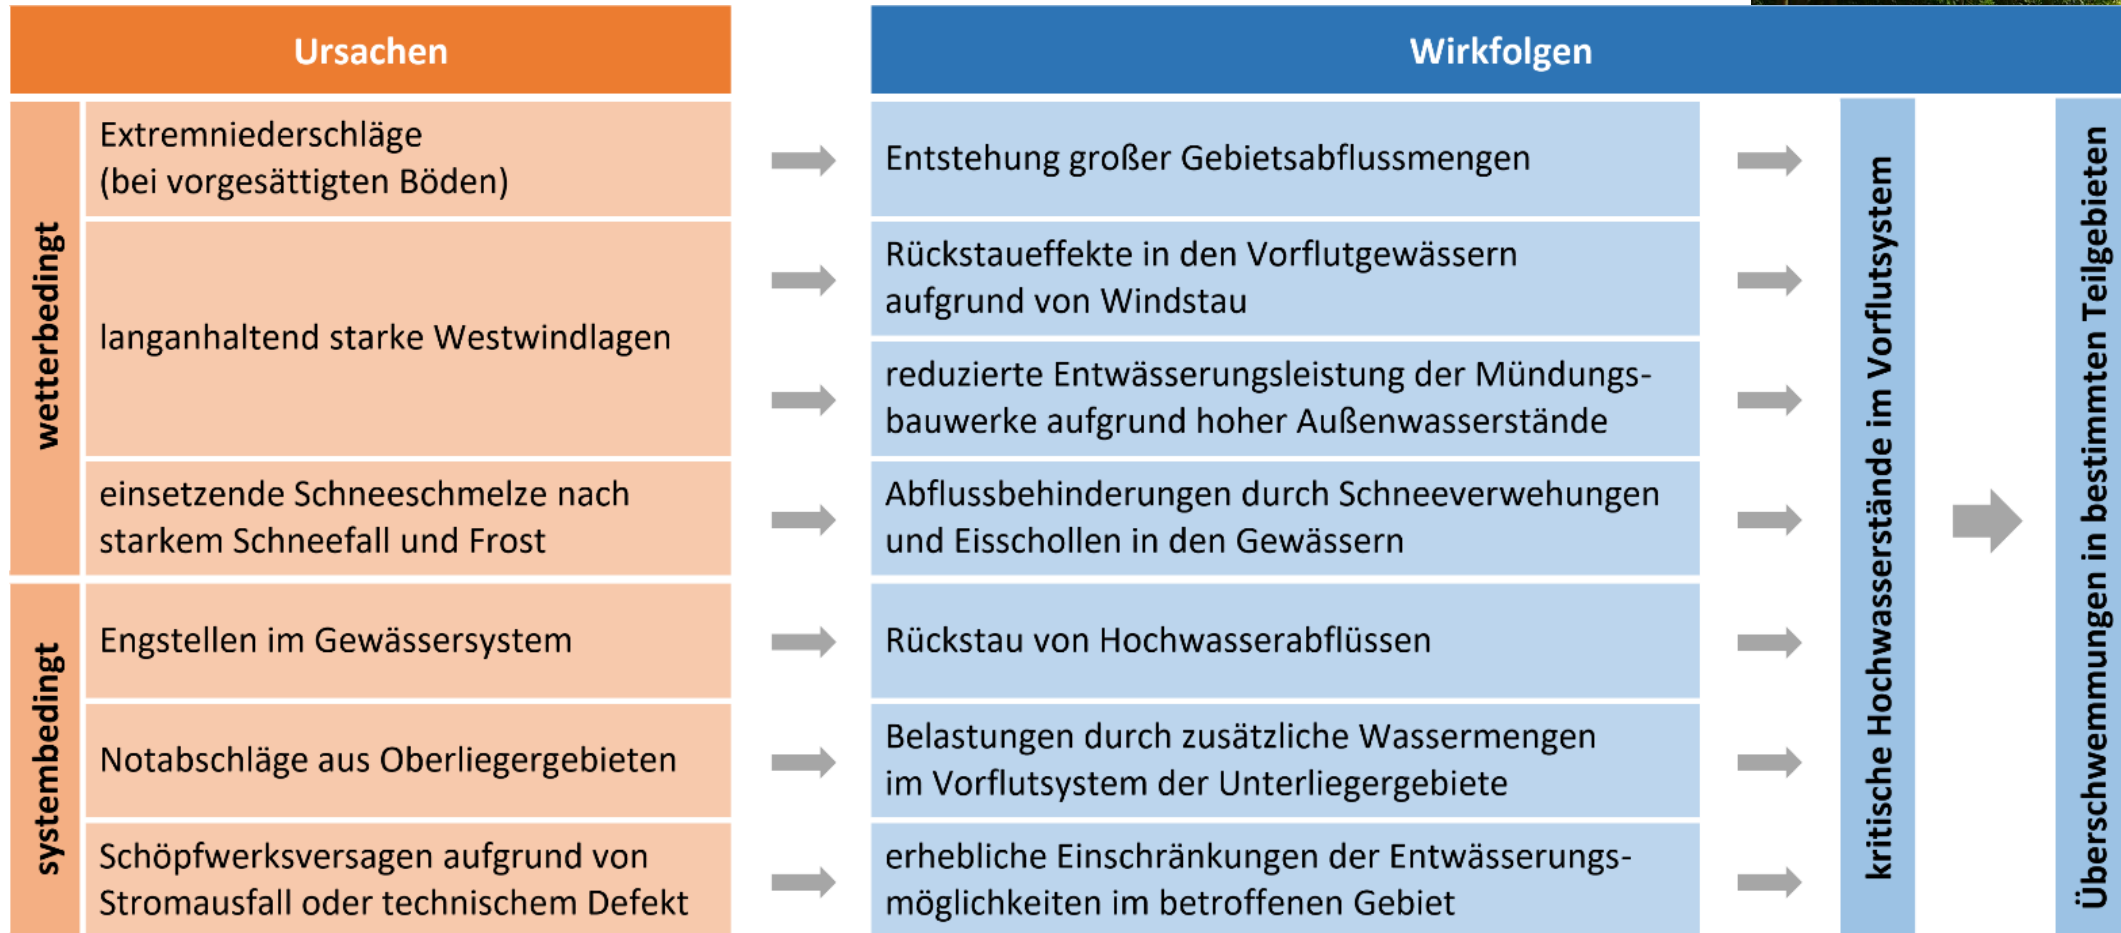 Ursachen
Wirkfolgen
wetterbedingt
Extremniederschläge
(bei vorgesättigten Böden)
Entstehung großer Gebietsabflussmengen
langanhaltend starke Westwindlagen
Rückstaueffekte in den Vorflutgewässern
aufgrund von Windstau
reduzierte Entwässerungsleistung der Mündungs-
bauwerke aufgrund hoher Außenwasserstände
einsetzende Schneeschmelze nach
starkem Schneefall und Frost
Abflussbehinderungen durch Schneeverwehungen
und Eisschollen in den Gewässern
systembedingt
Engstellen im Gewässersystem
Rückstau von Hochwasserabflüssen
Notabschläge aus Oberliegergebieten
Belastungen durch zusätzliche Wassermengen
im Vorflutsystem der Unterliegergebiete
Schöpfwerksversagen aufgrund von
Stromausfall oder technischem Defekt
erhebliche Einschränkungen der Entwässerungs-
möglichkeiten im betroffenen Gebiet
kritische Hochwasserstände im Vorflutsystem
Überschwemmungen in bestimmten Teilgebieten